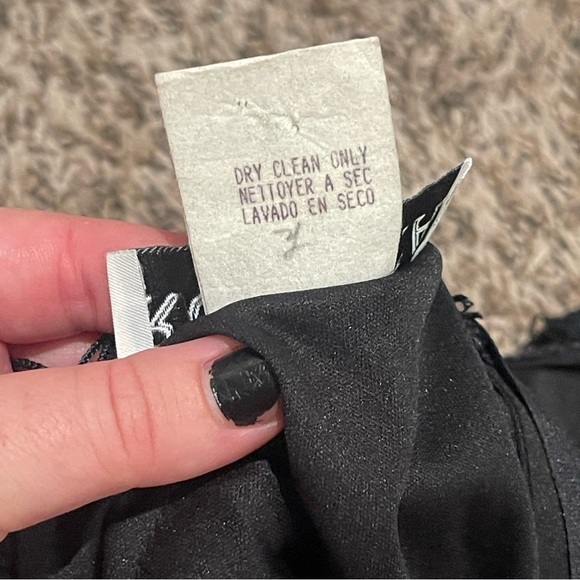 DRY CLEAN ONLY
NETTOYER A SEC
LAVADO EN SECO